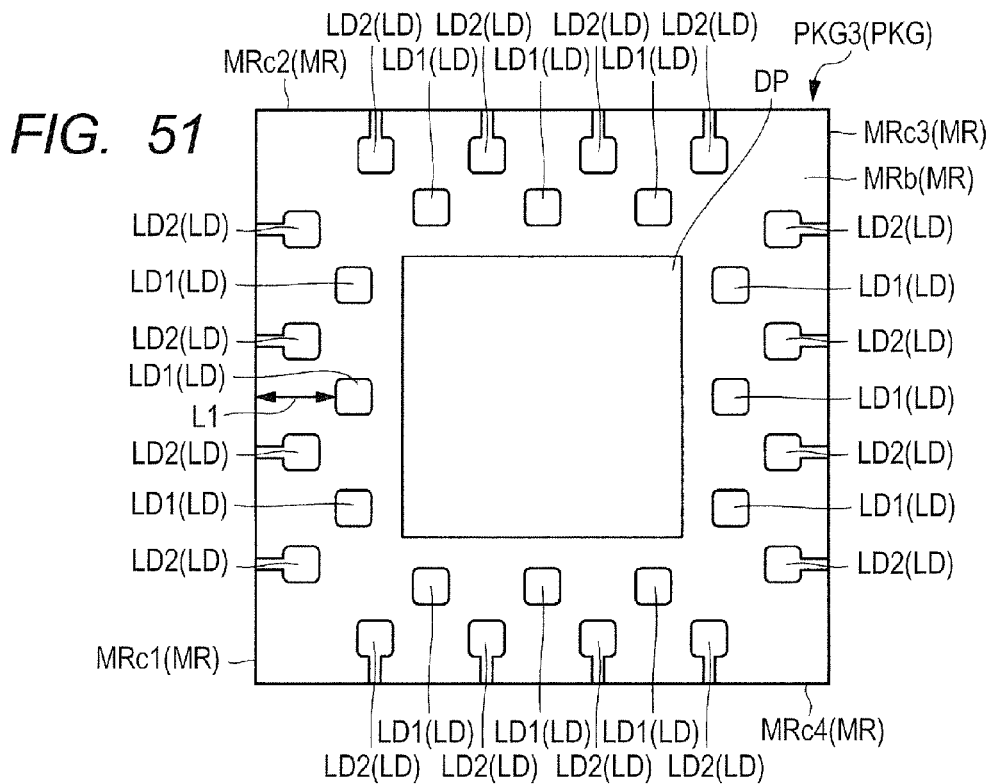 FIG. 51
LD2(LD) LD2(LD) LD2(LD) LD2(LD)
LD1(LD) LD1(LD) LD1(LD)
PKG3(PKG)
MRc2(MR)
DP
MRc3(MR)
MRb(MR)
LD2(LD)
LD2(LD)
LD1(LD)
LD1(LD)
LD2(LD)
LD2(LD)
LD1(LD)
L1
LD1(LD)
LD2(LD)
LD2(LD)
LD1(LD)
LD1(LD)
LD2(LD)
LD2(LD)
MRc1(MR)
MRc4(MR)
LD1(LD) LD1(LD) LD1(LD)
LD2(LD) LD2(LD) LD2(LD) LD2(LD)